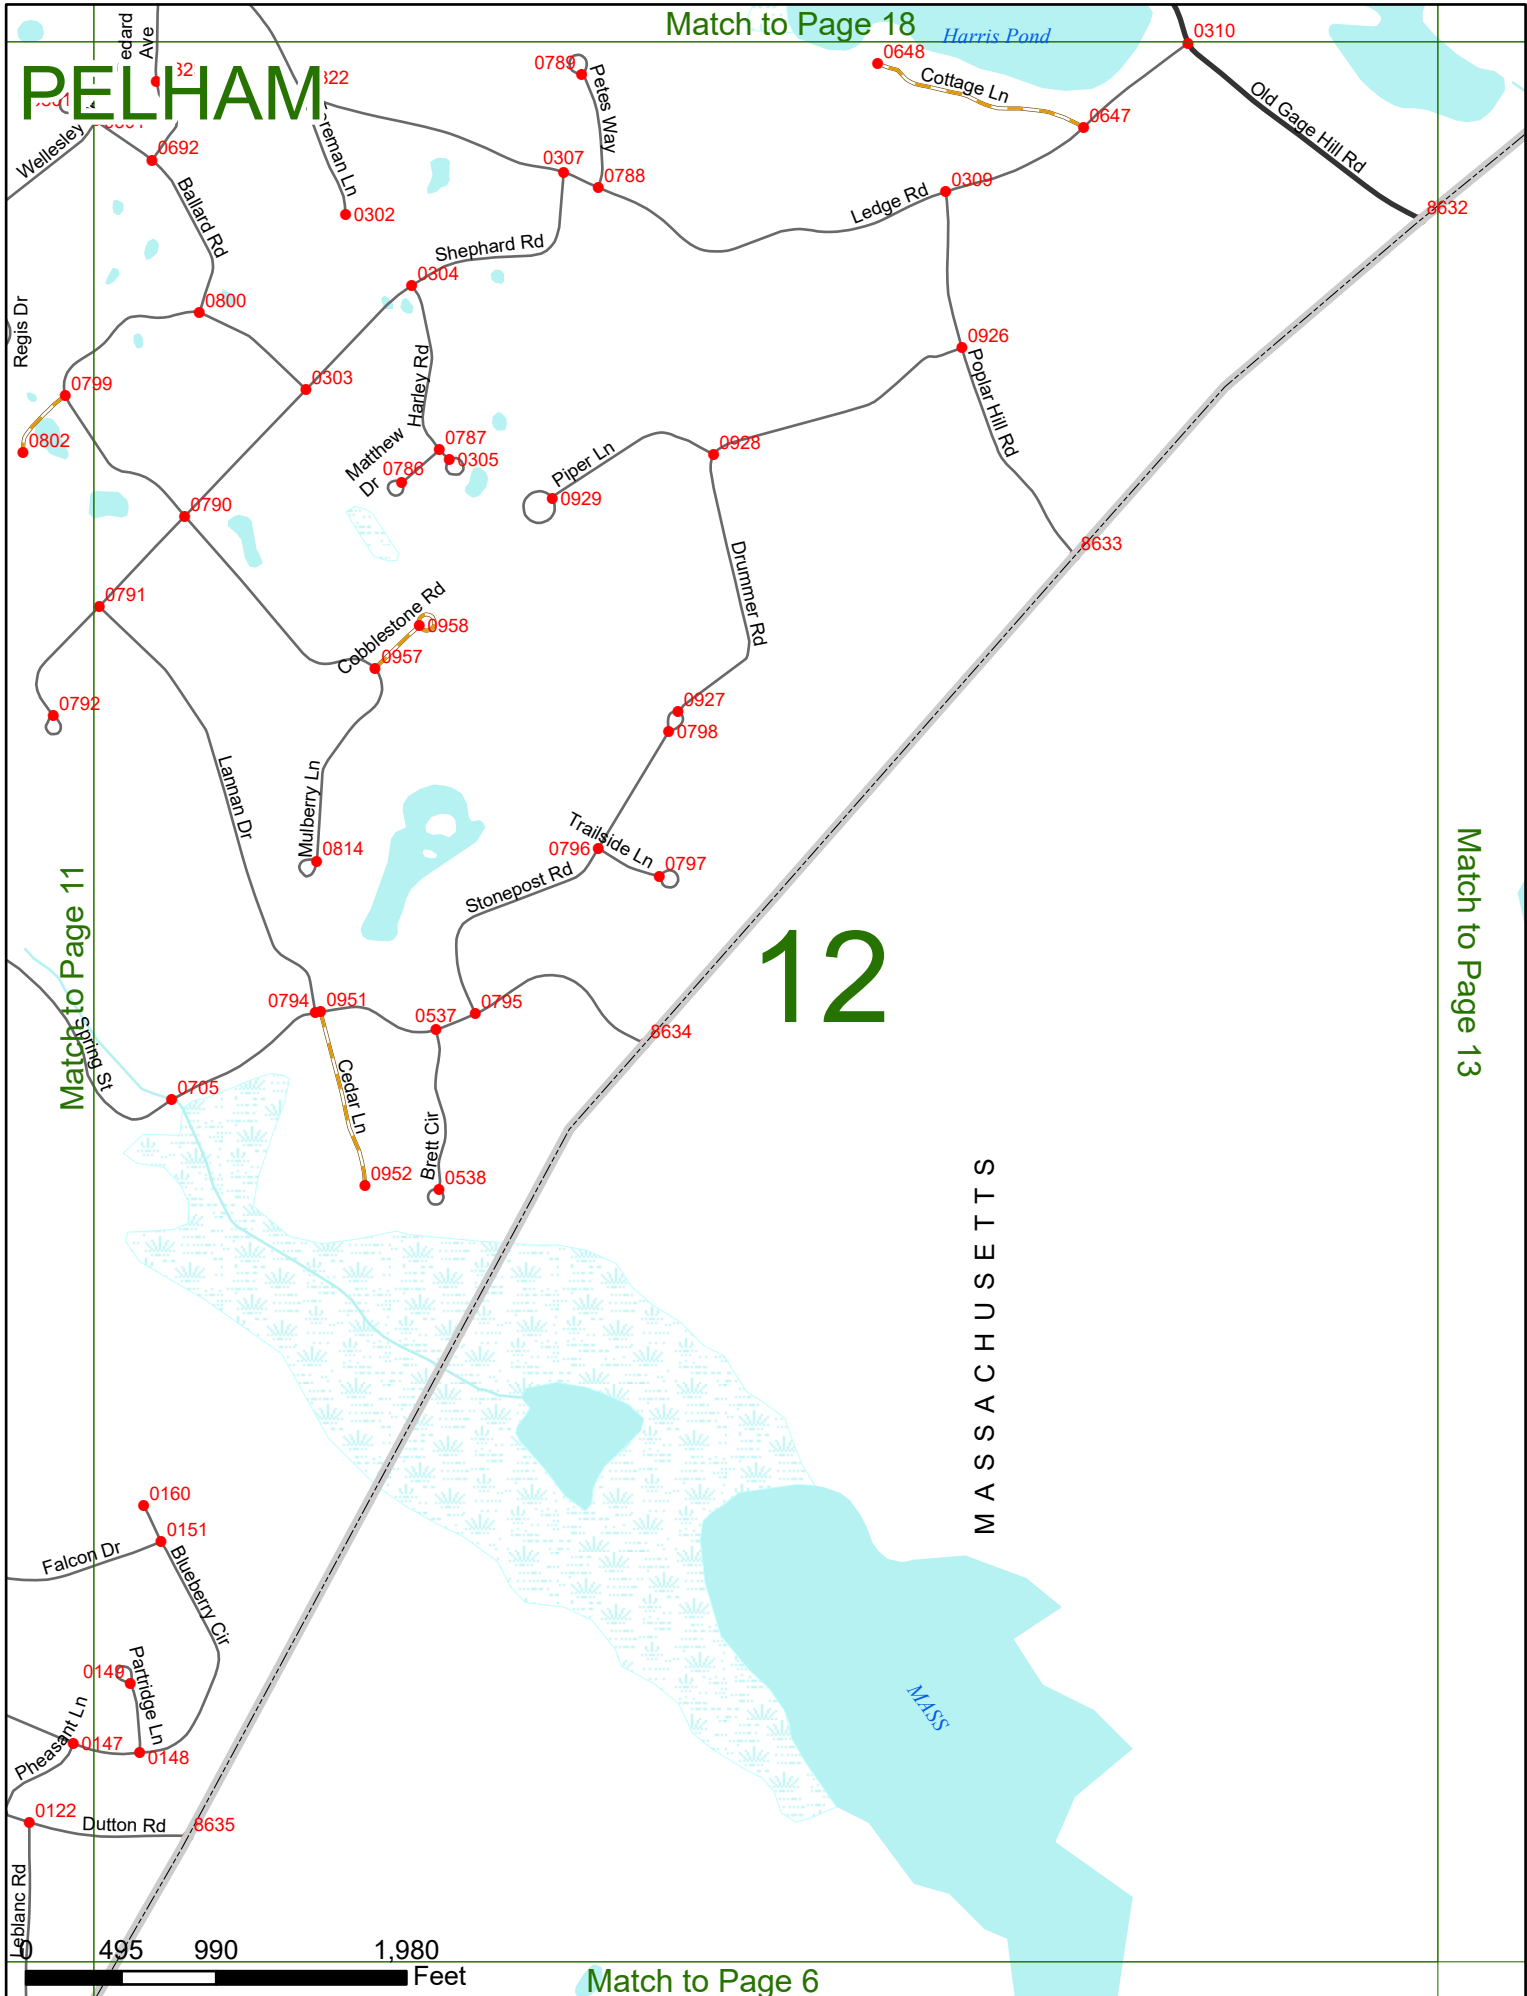 Match to Page 18
Harris Pond
0310
edard
Ave
0648
Cottage Ln
0789
Petes Way
PELHAM
0647
Old Gage Hill Rd
Wellesley
0692
0307
0788
0309
Ledge Rd
8632
0302
Ballard Rd
Shephard Rd
0304
0800
Regis Dr
0926
Poplar Hill Rd
0799
0303
Harley Rd
0802
0787
0305
Matthew
Dr
0786
0928
Piper Ln
0929
0790
8633
Drummer Rd
0791
Cobblestone Rd
0958
0957
0792
0927
0798
Lannan Dr
Mulberry Ln
0814
Trailside Ln
0796
0797
Stonepost Rd
Match to Page 11
Match to Page 13
12
0794
0951
0537
0795
8634
Spring St
0705
Cedar Ln
Brett Cir
0952
0538
MASSACHUSETTS
0160
0151
Falcon Dr
Blueberry Cir
0149
Partridge Ln
MASS
Pheasant Ln
0147
0148
0122
Dutton Rd
8635
Leblanc Rd
0 495 990 1,980
Feet
Match to Page 6